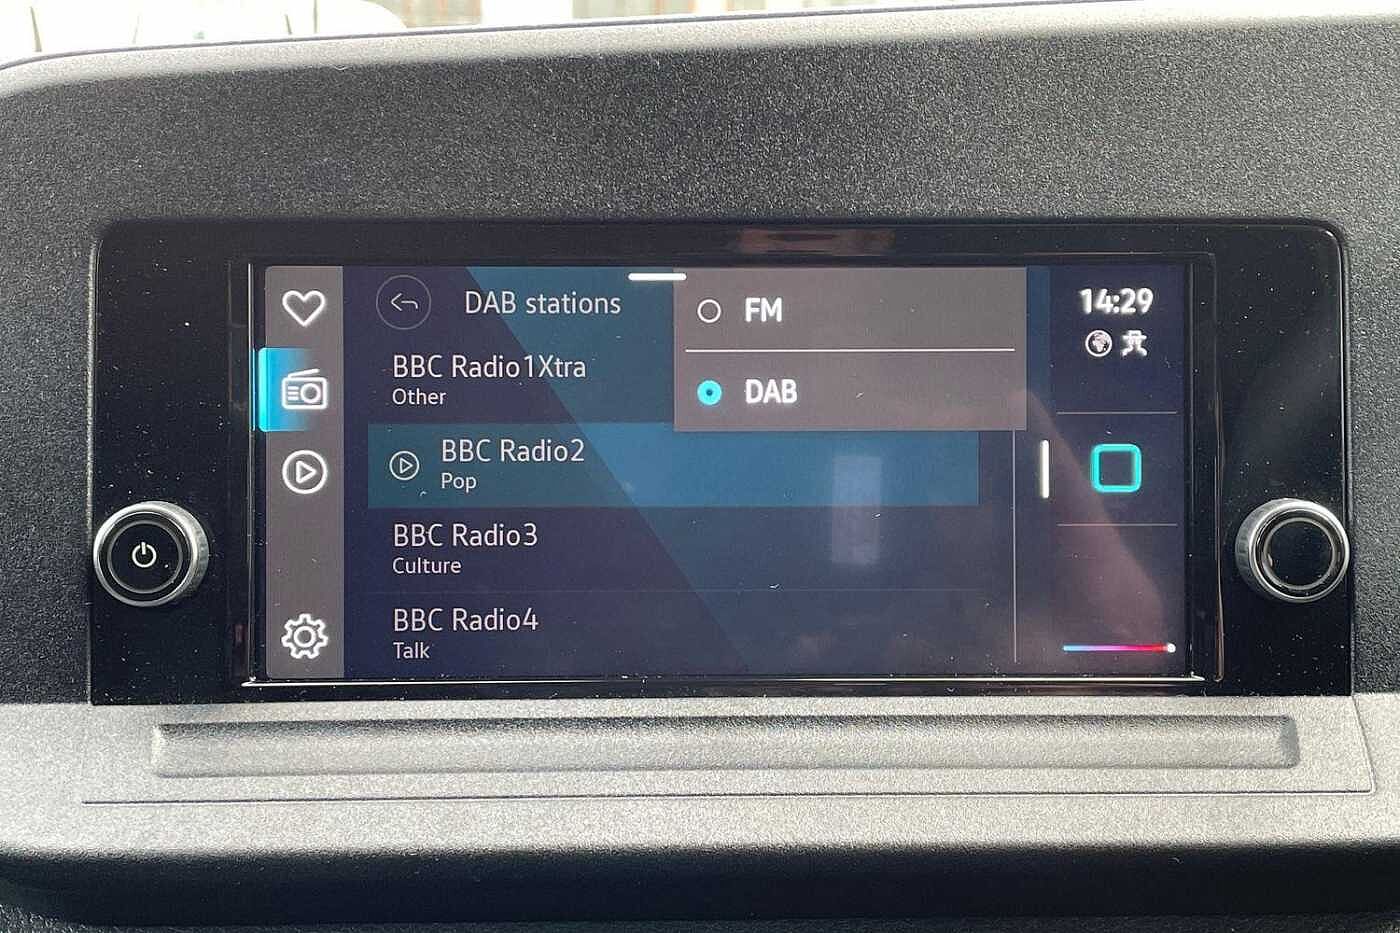 DAB stations
FM
DAB
14:29
BBC Radio1Xtra
Other
BBC Radio2
Pop
BBC Radio3
Culture
BBC Radio4
Talk